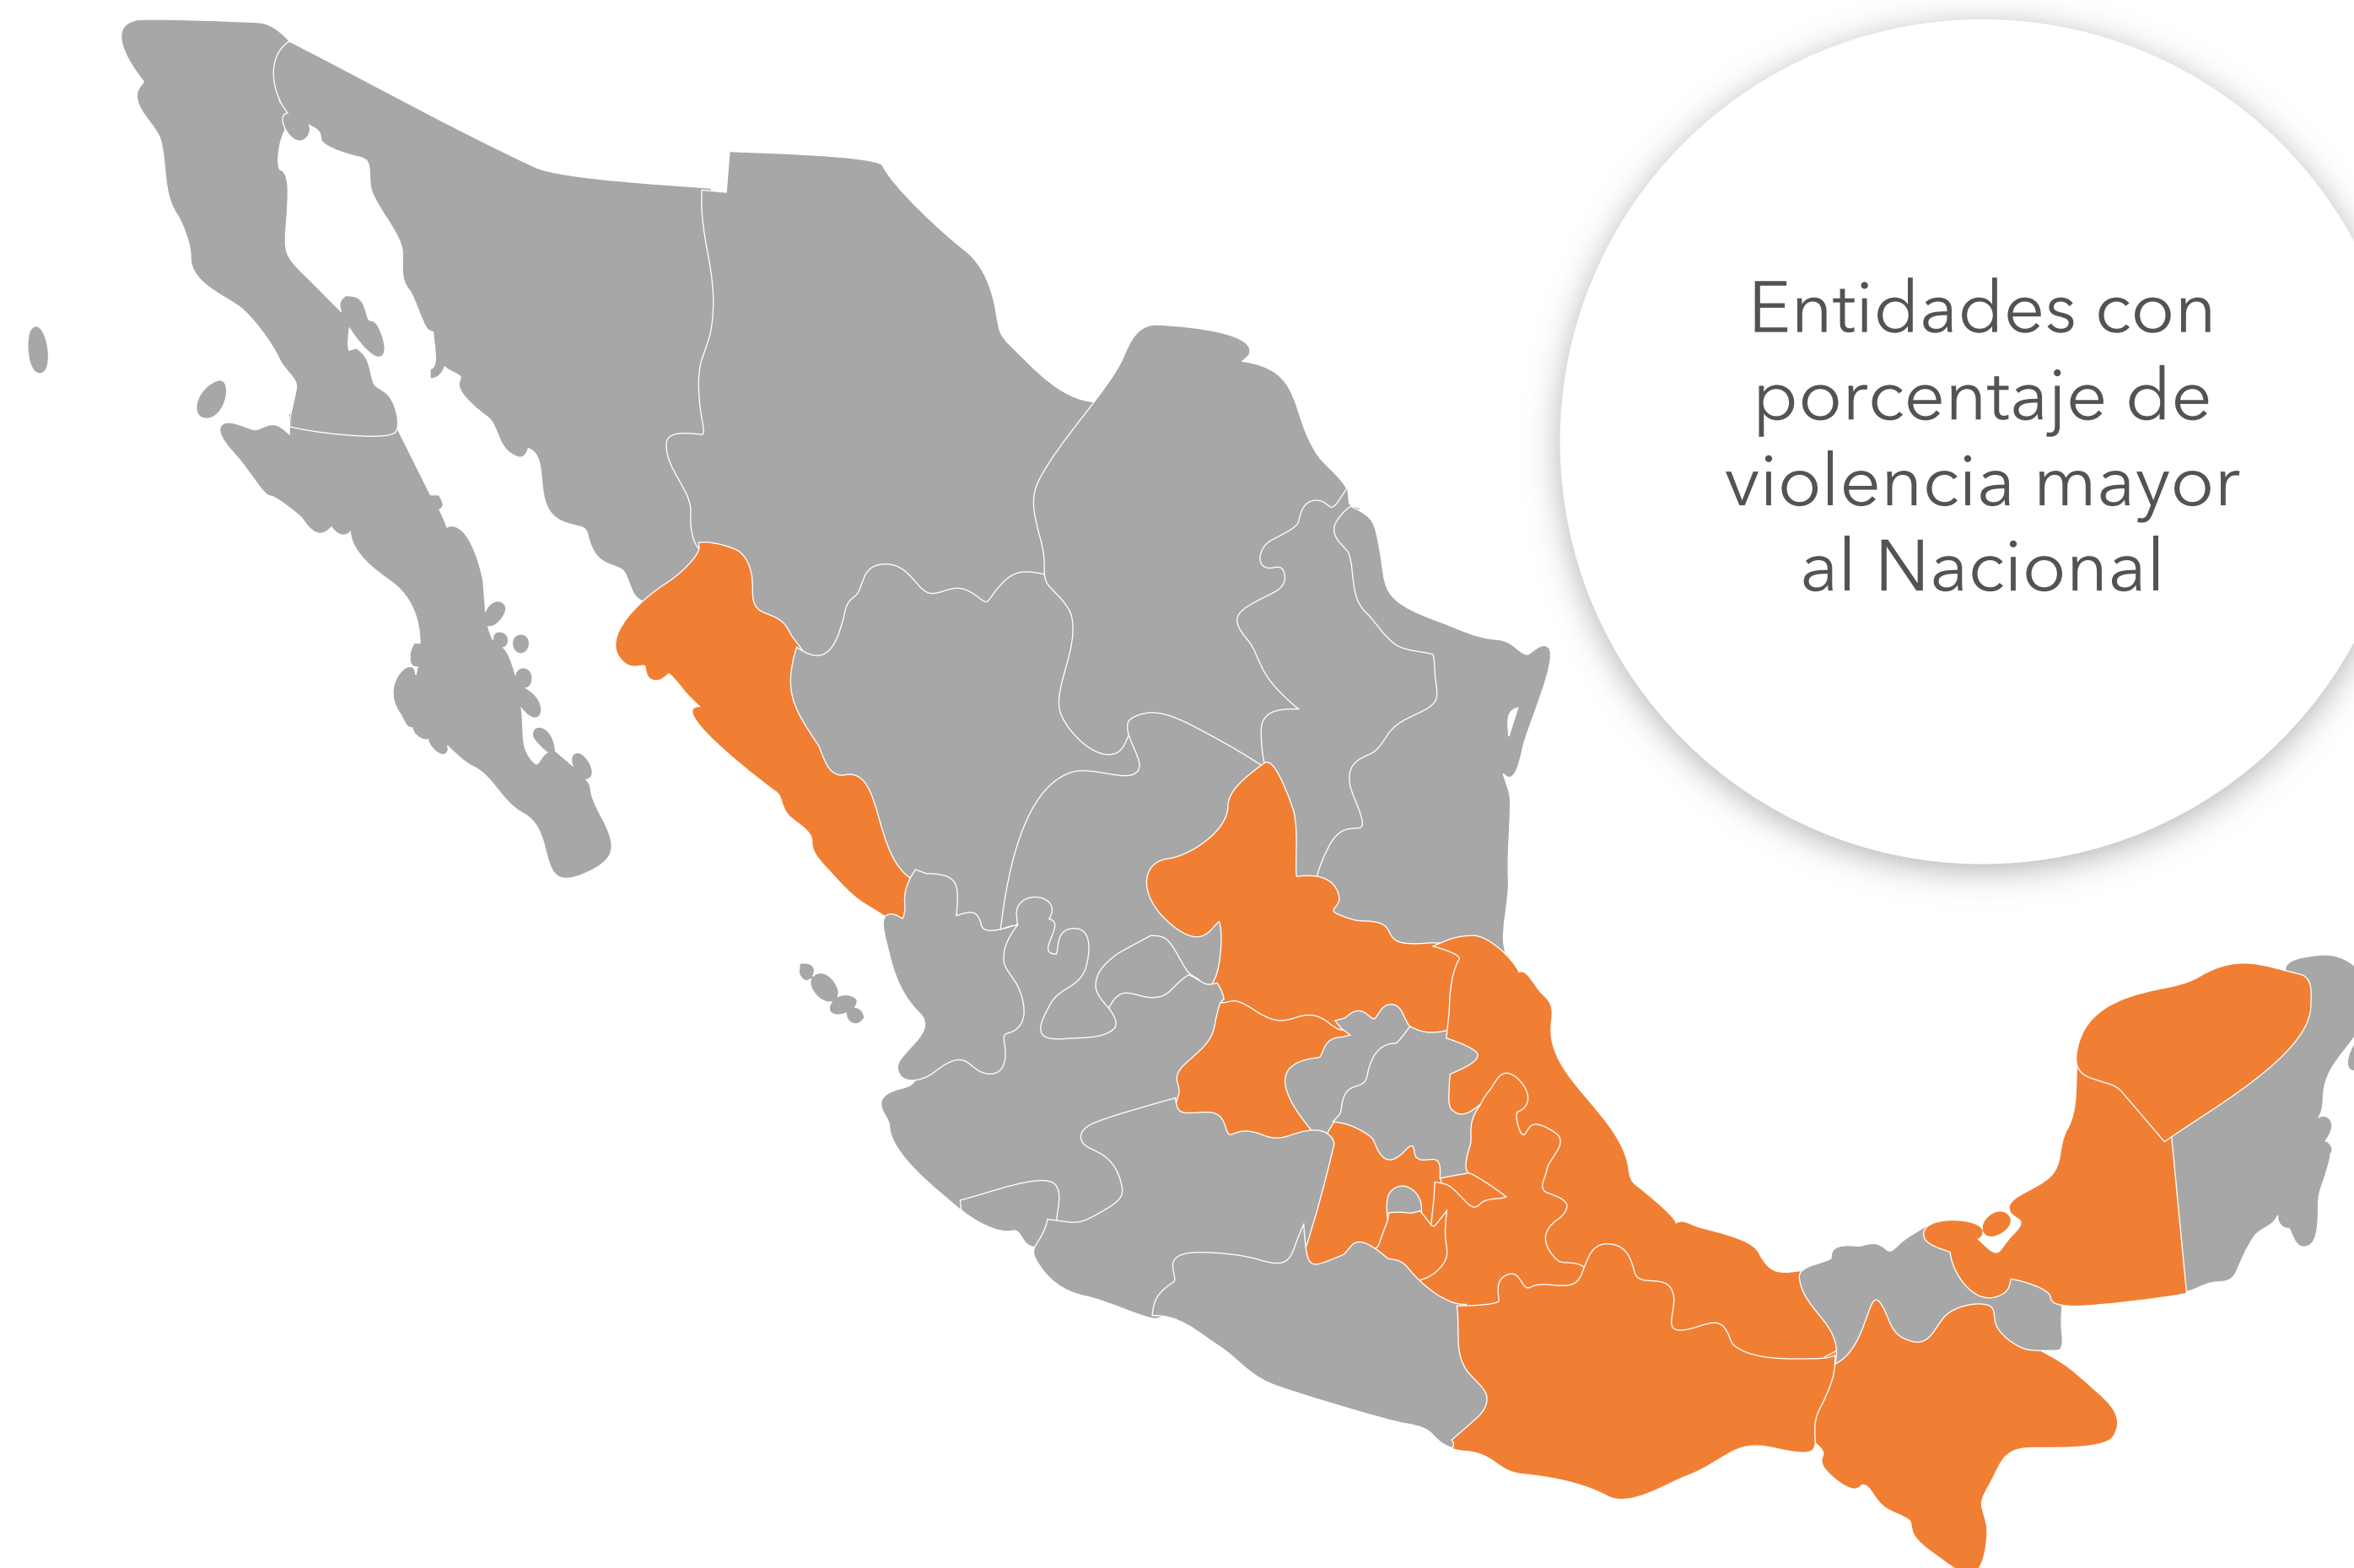 Entidades con
porcentaje de
violencia mayor
al Nacional